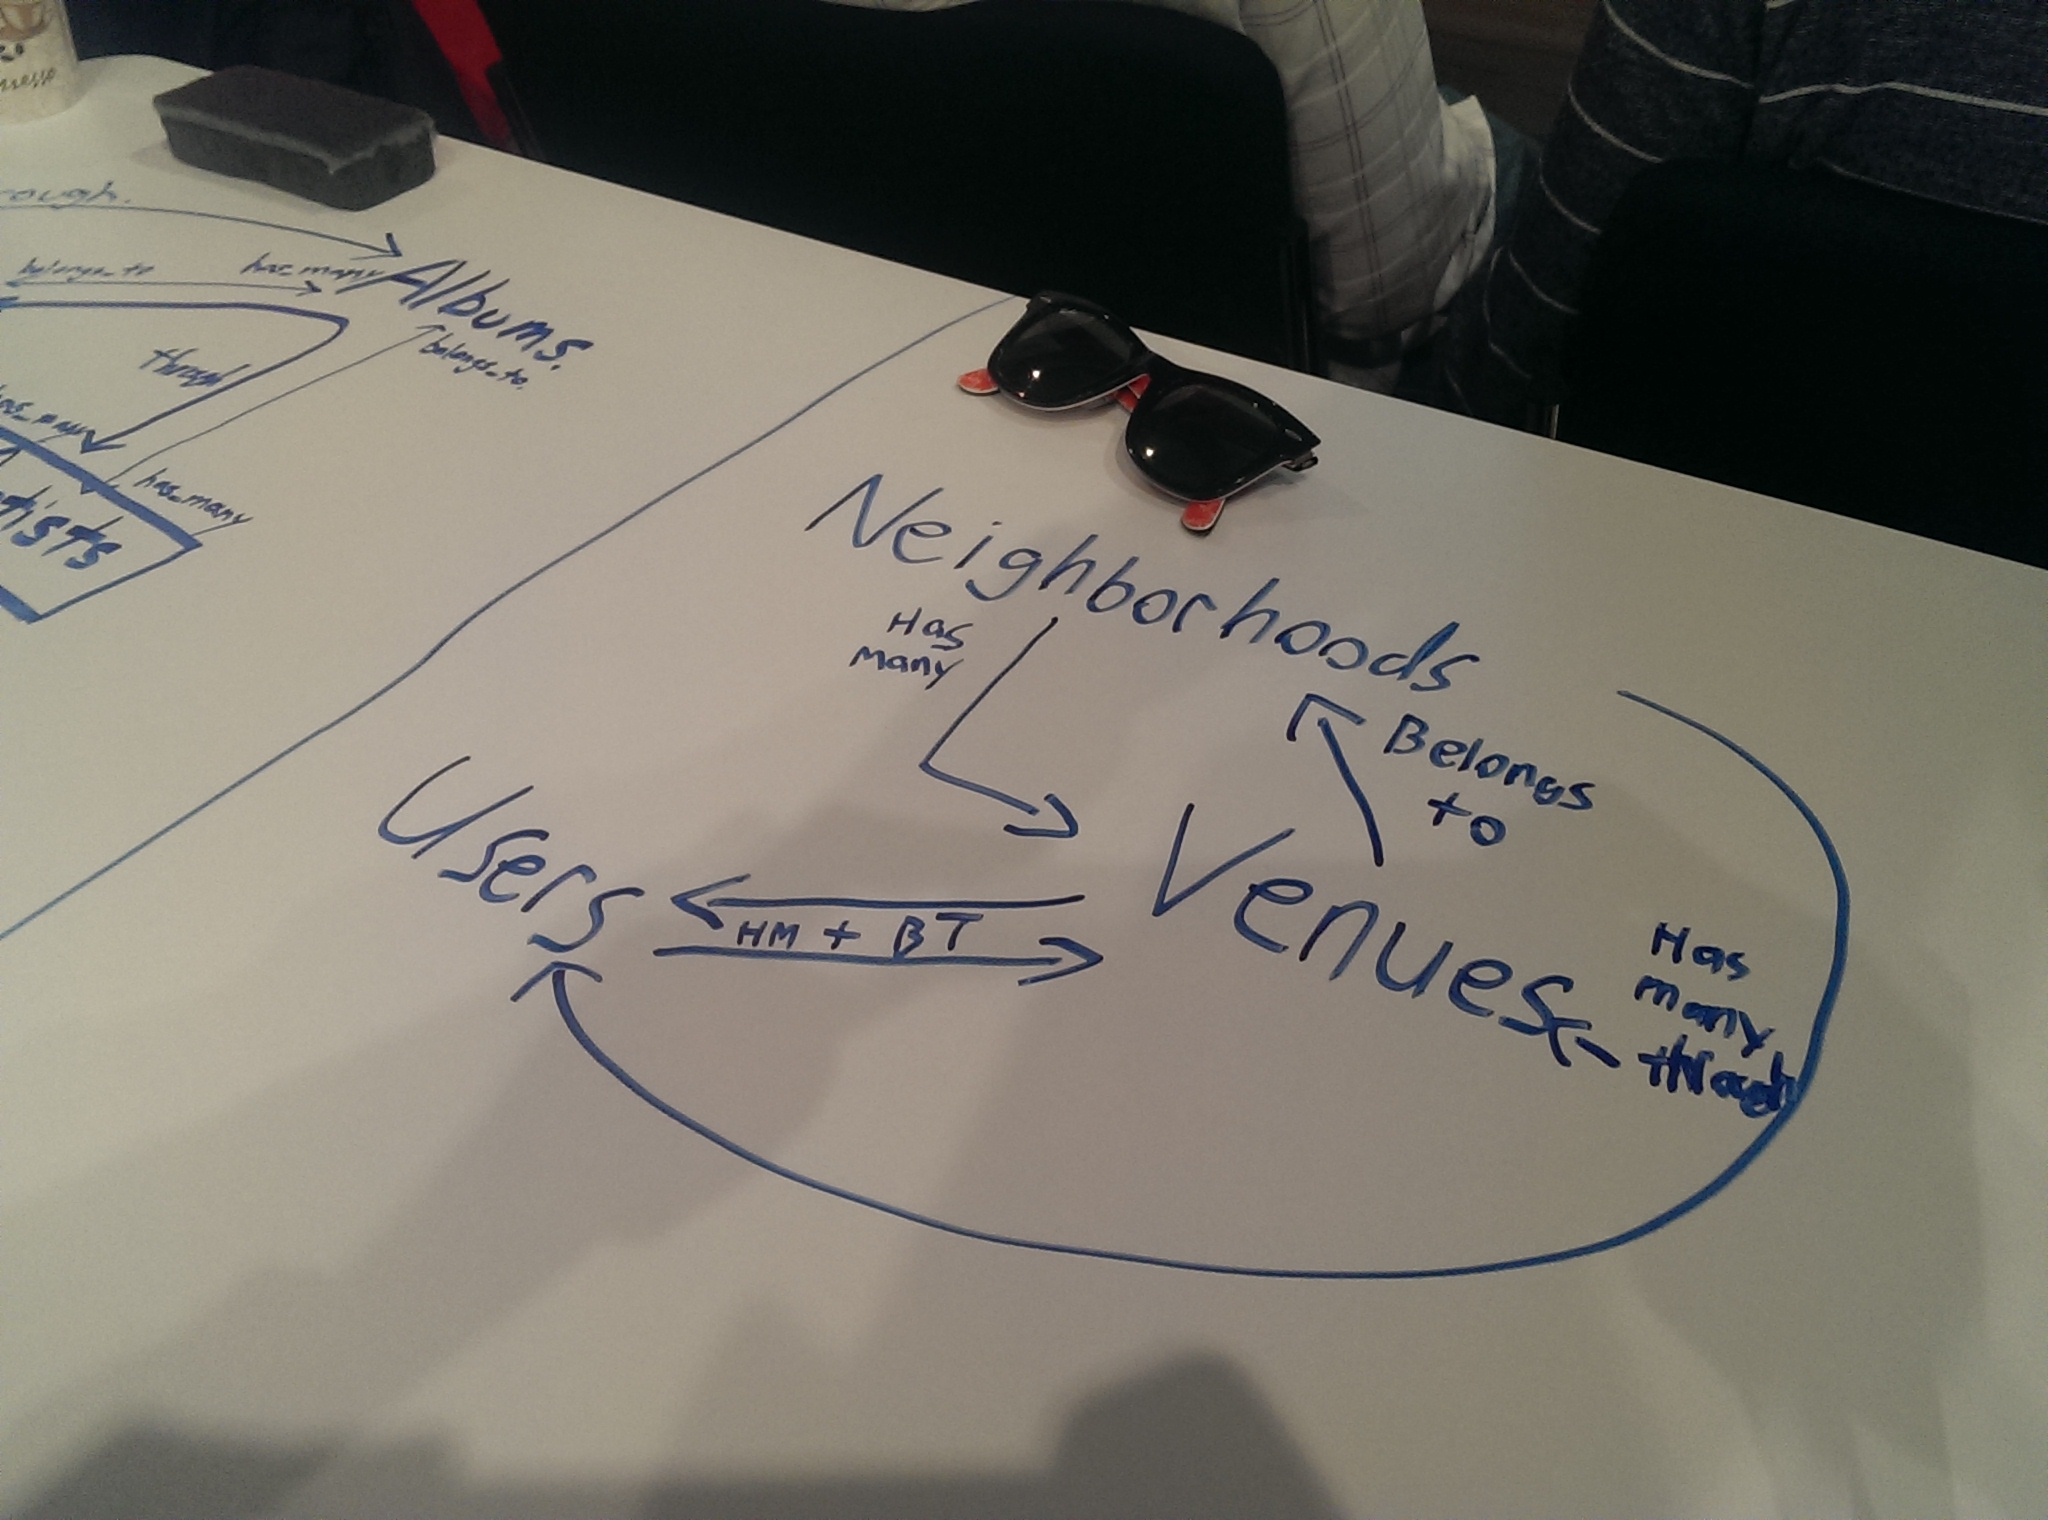 rough.
belongs_to
has_many
Albums.
belongs_to.
through
has_many
has_many
tists
Neighborhoods
Has
many
Belongs
to
Users
HM + BT
Venues
Has
many
through